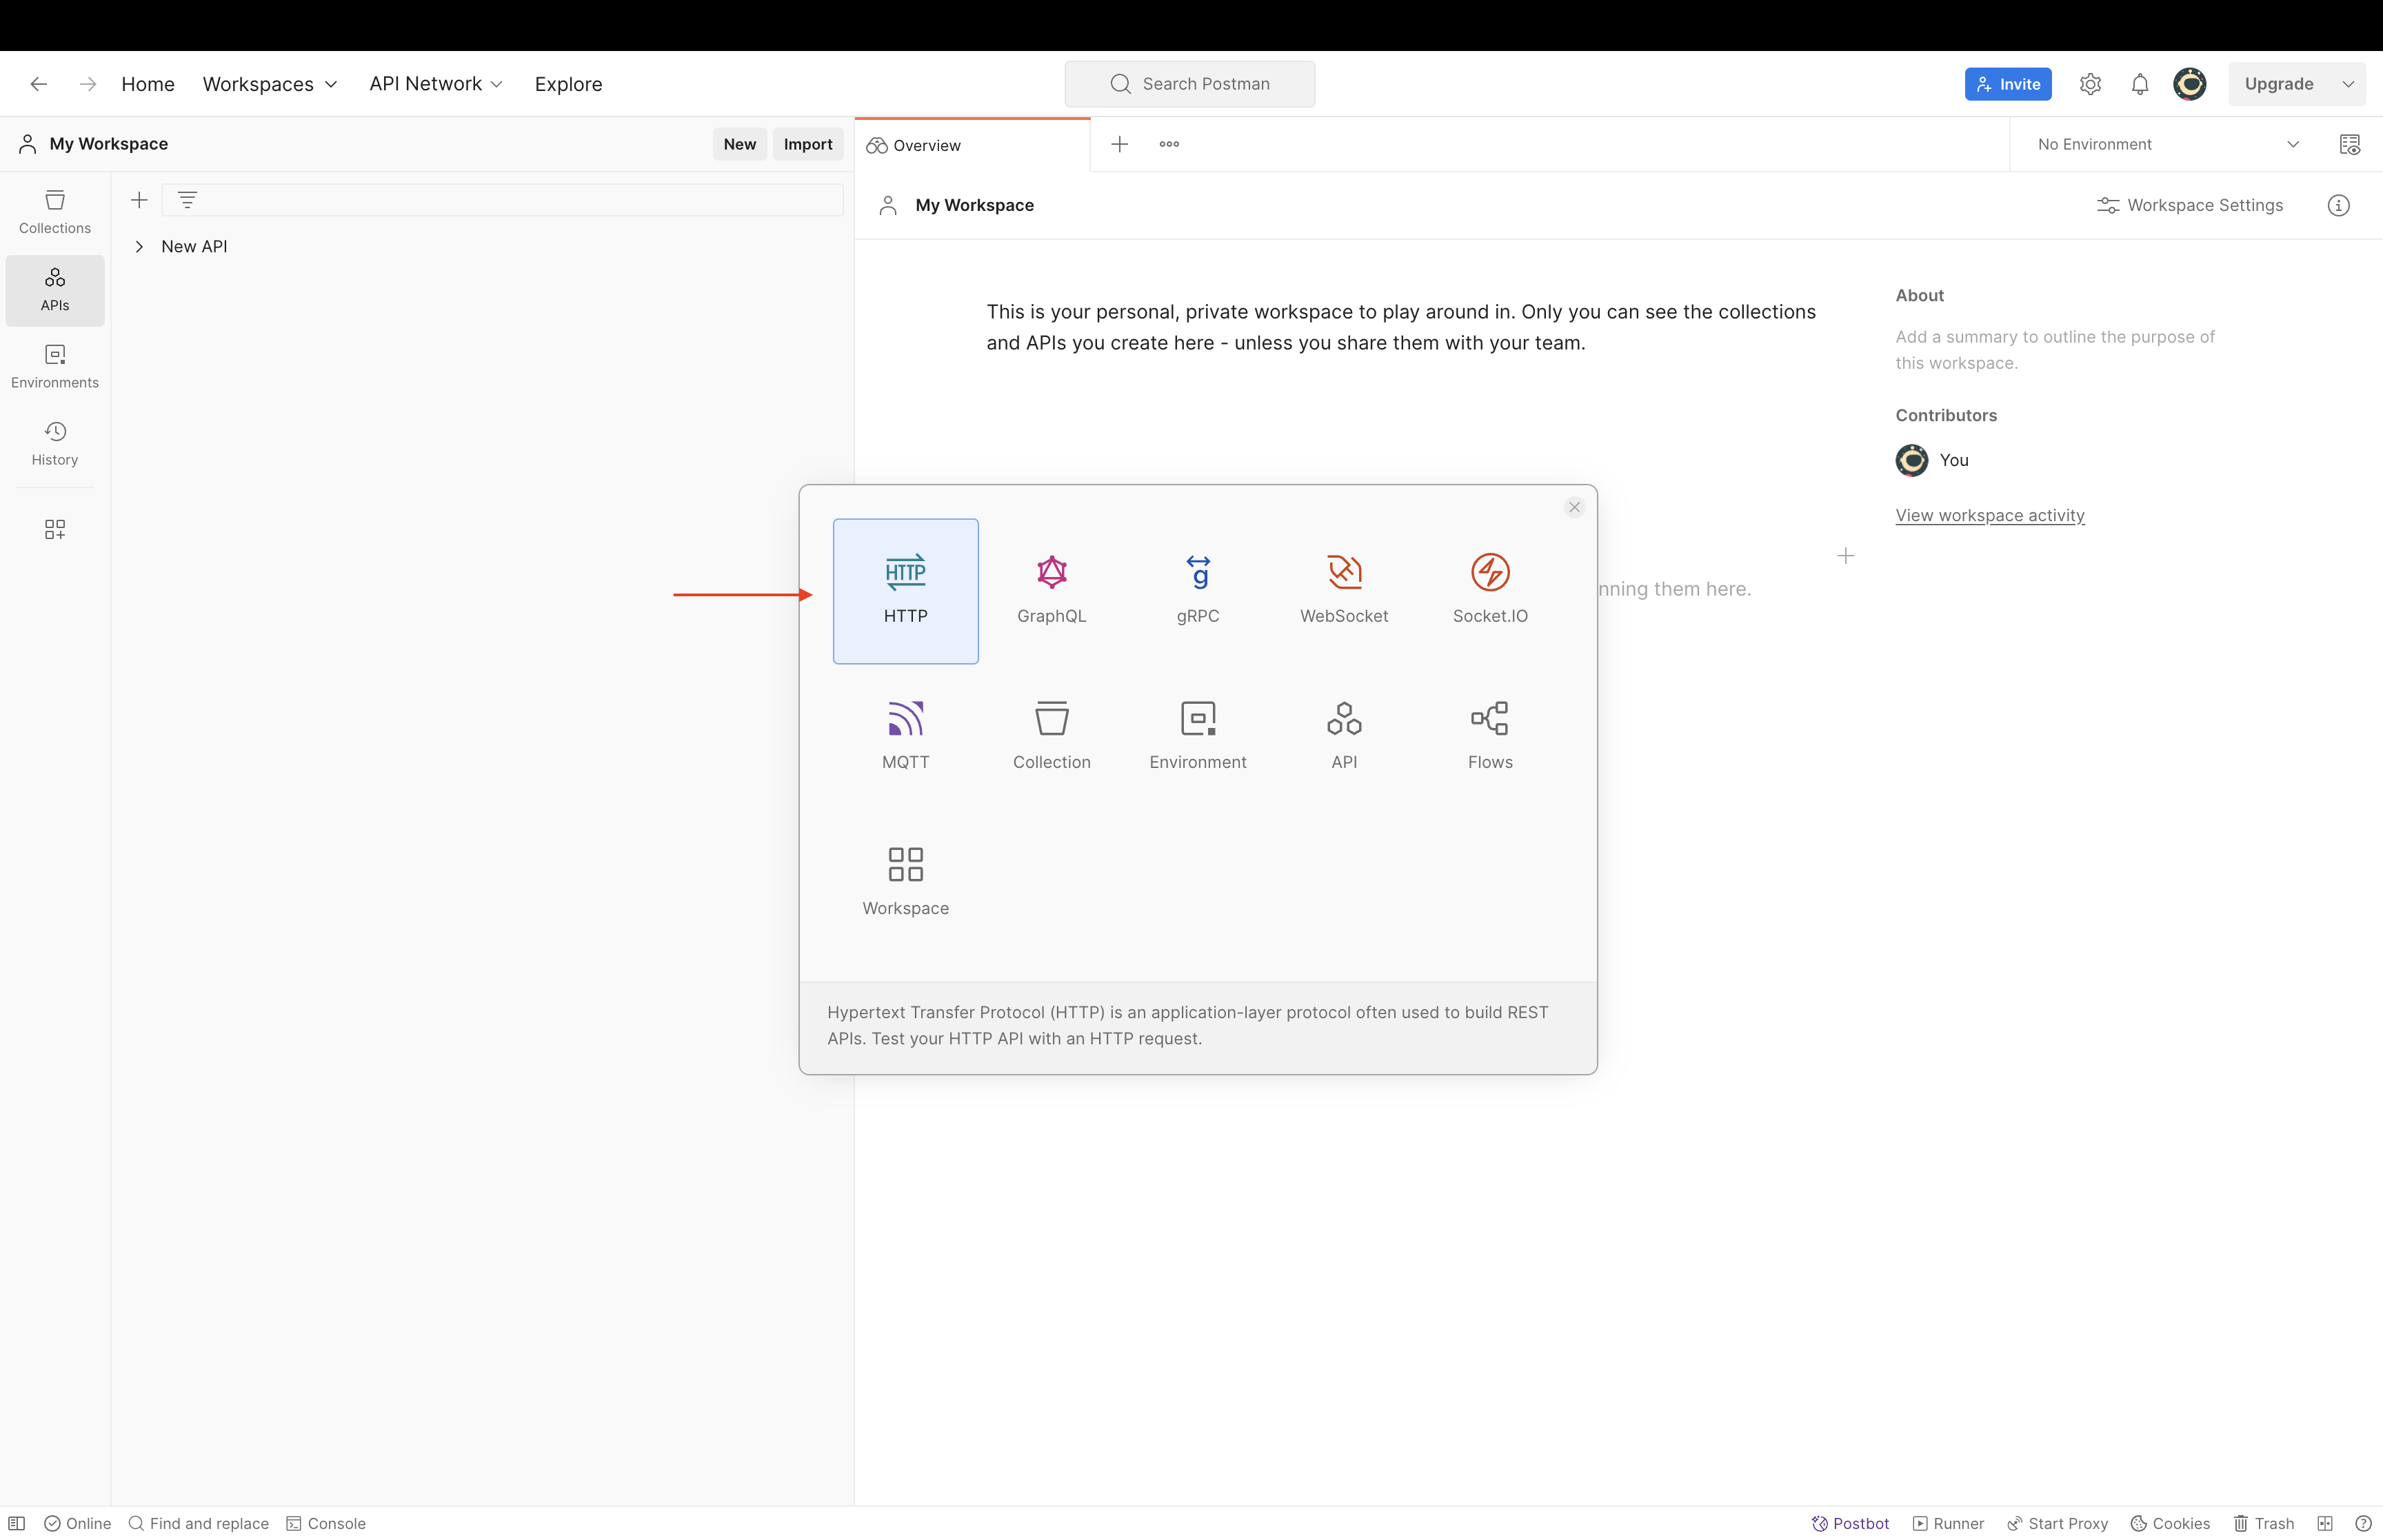 Home Workspaces API Network Explore
Search Postman
Invite
Upgrade
My Workspace
New Import
Overview
No Environment
Collections
APIs
Environments
History
New API
My Workspace
Workspace Settings
This is your personal, private workspace to play around in. Only you can see the collections
and APIs you create here - unless you share them with your team.
About
Add a summary to outline the purpose of
this workspace.
Contributors
You
View workspace activity
nning them here.
HTTP
HTTP GraphQL gRPC WebSocket Socket.IO
MQTT Collection Environment API Flows
Workspace
Hypertext Transfer Protocol (HTTP) is an application-layer protocol often used to build REST
APIs. Test your HTTP API with an HTTP request.
Online Find and replace Console
Postbot Runner Start Proxy Cookies Trash